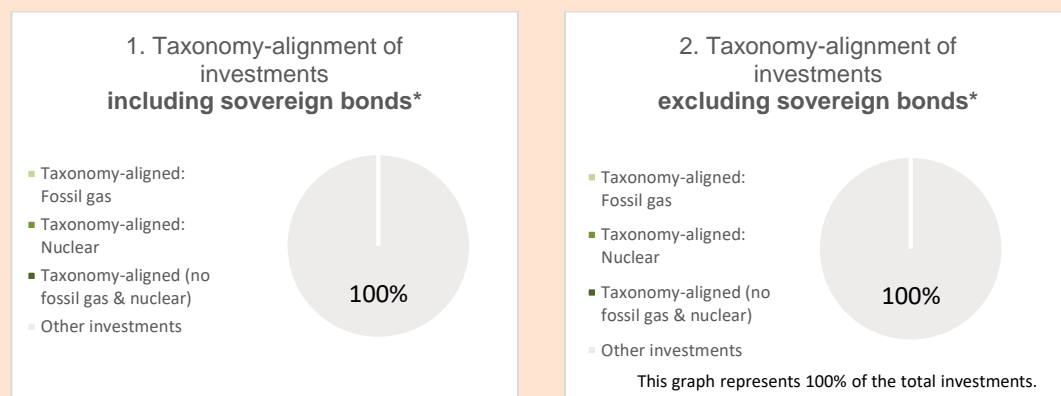 1. Taxonomy-alignment of
investments
including sovereign bonds*
Taxonomy-aligned:
Fossil gas
Taxonomy-aligned:
Nuclear
Taxonomy-aligned (no
fossil gas & nuclear)
Other investments
100%
2. Taxonomy-alignment of
investments
excluding sovereign bonds*
Taxonomy-aligned:
Fossil gas
Taxonomy-aligned:
Nuclear
Taxonomy-aligned (no
fossil gas & nuclear)
Other investments
100%
This graph represents 100% of the total investments.